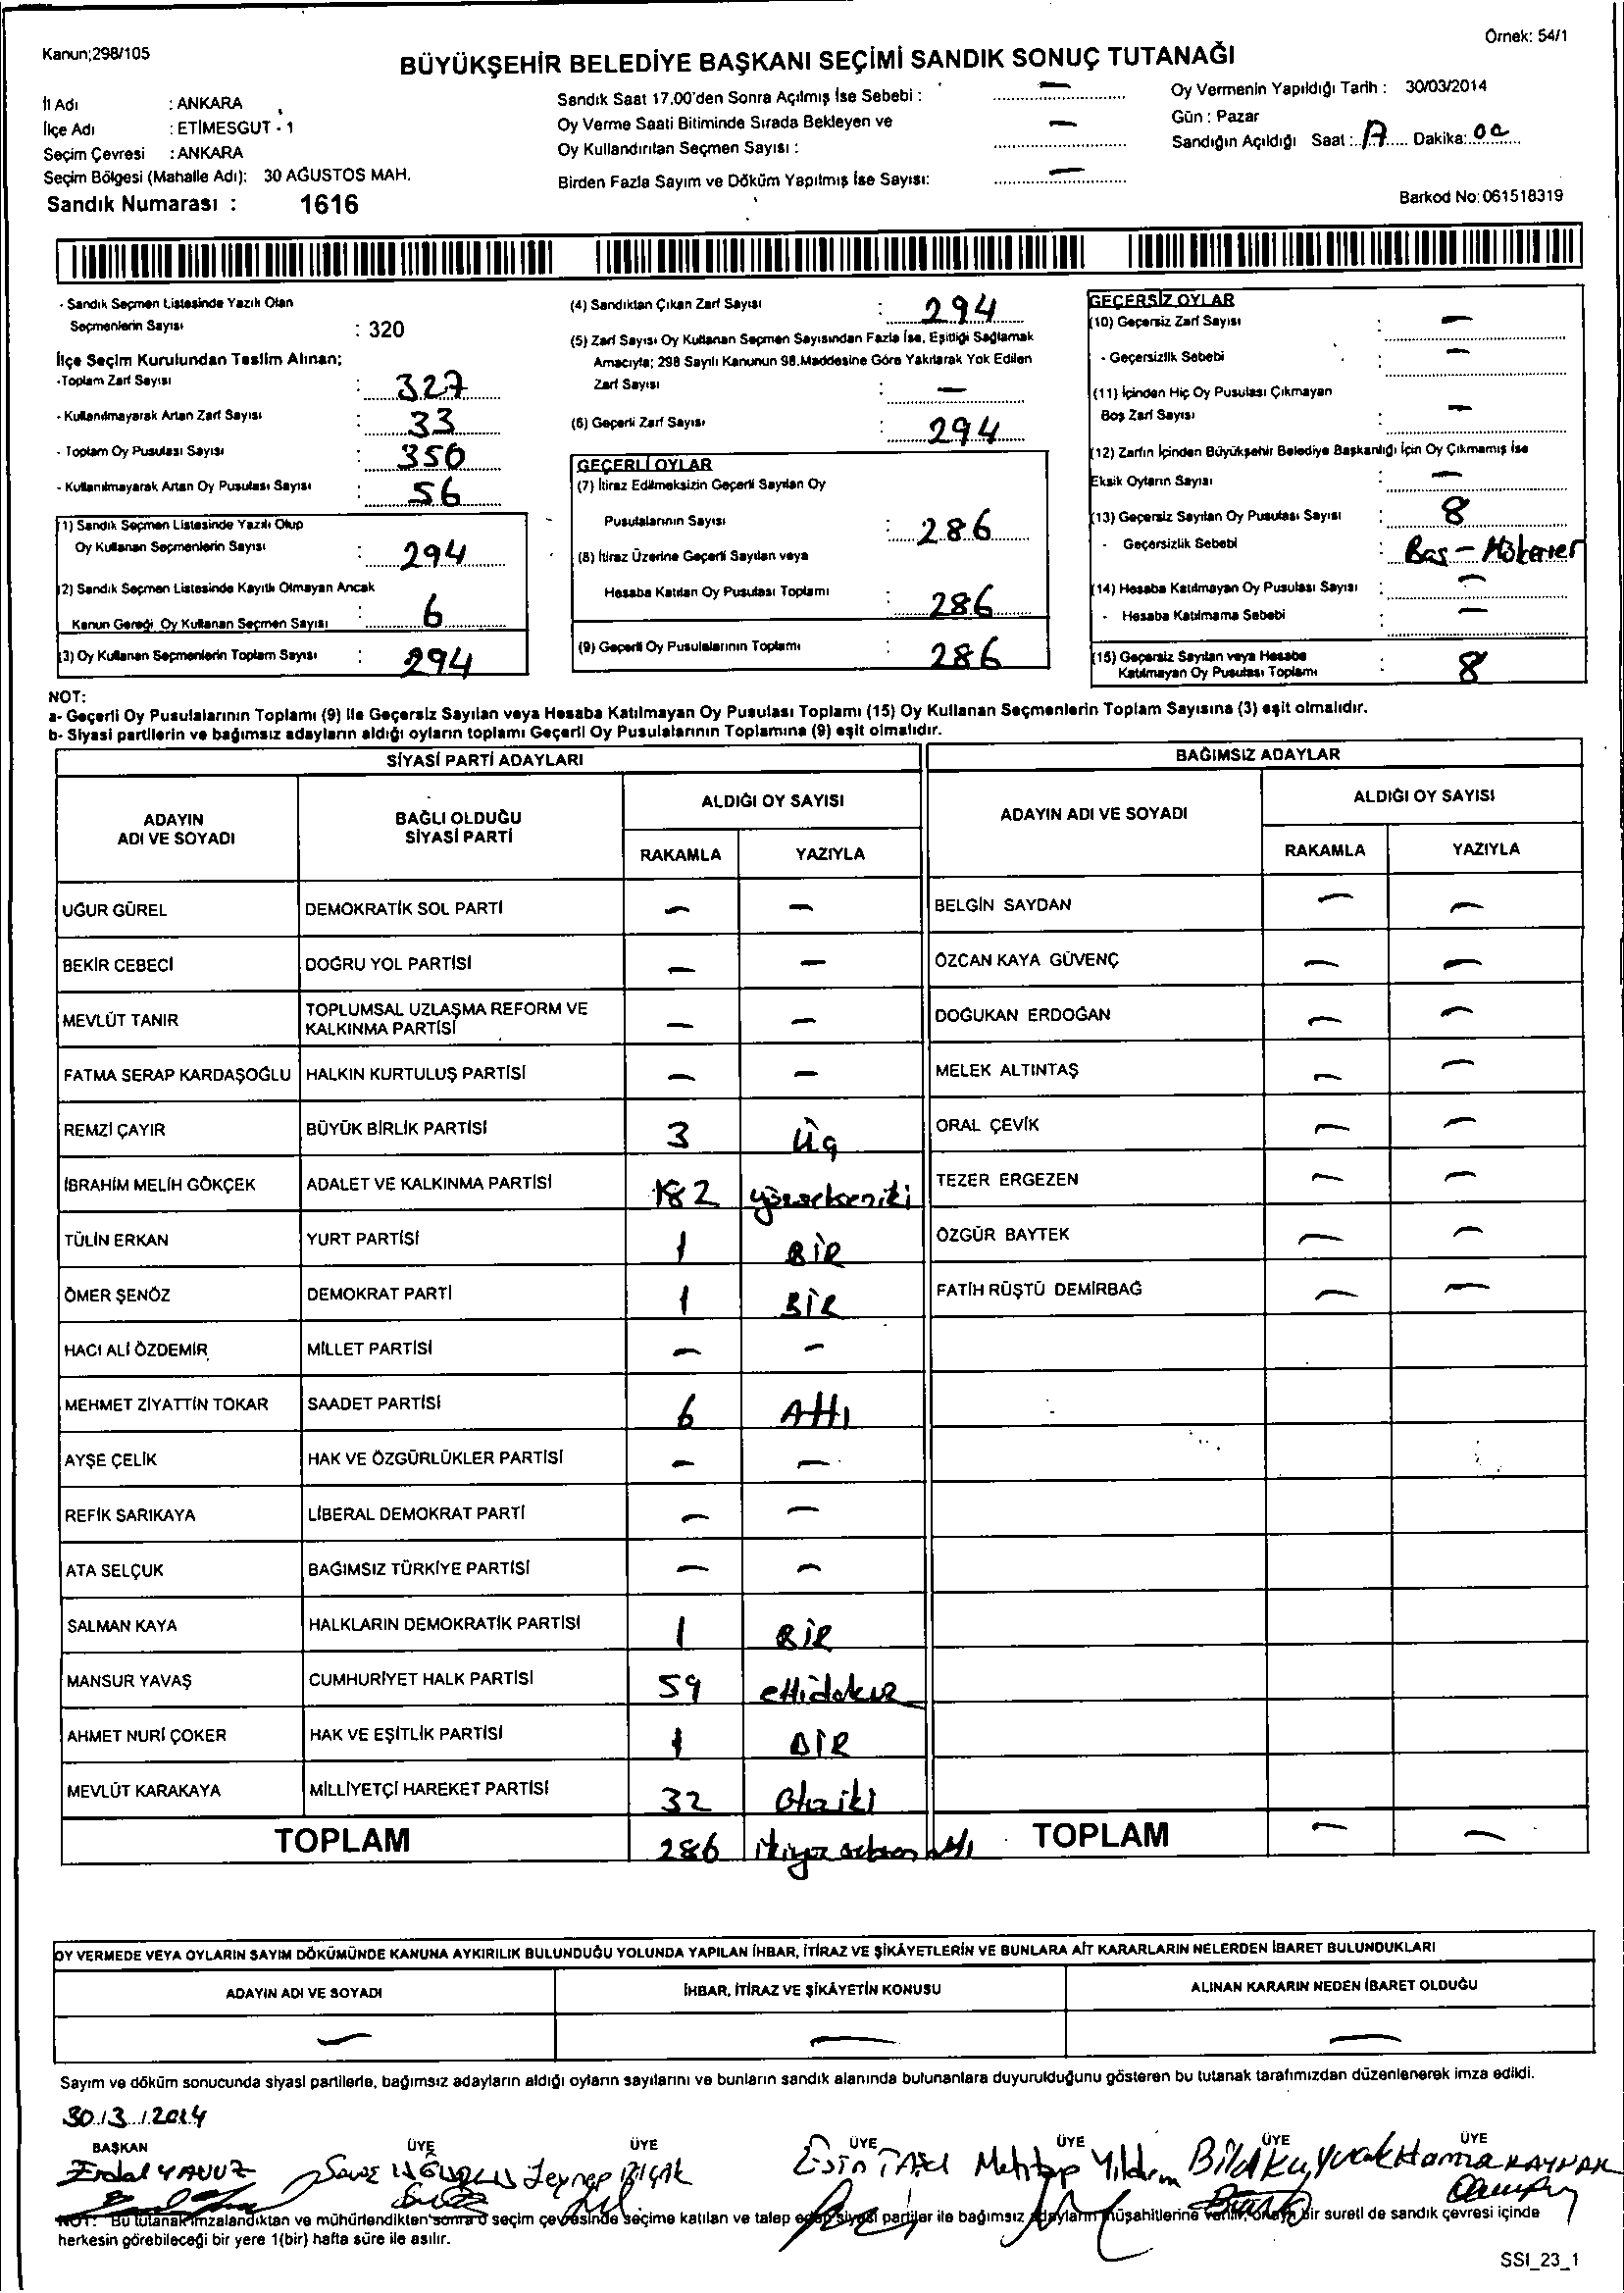 Örnek: 54/1
Kanun;298/105
BÜYÜKŞEHİR BELEDİYE BAŞKANI SEÇİMİ SANDIK SONUÇ TUTANAĞI
İl Adı : ANKARA
İlçe Adı : ETİMESGUT - 1
Seçim Çevresi : ANKARA
Seçim Bölgesi (Mahalle Adı): 30 AĞUSTOS MAH.
Sandık Numarası : 1616
Sandık Saat 17.00'den Sonra Açılmış İse Sebebi : —
Oy Verme Saati Bitiminde Sırada Bekleyen ve
Oy Kullandırılan Seçmen Sayısı : —
Birden Fazla Sayım ve Döküm Yapılmış İse Sayısı: —
Oy Vermenin Yapıldığı Tarih : 30/03/2014
Gün : Pazar
Sandığın Açıldığı Saat : 17 Dakika: 00
Barkod No: 061518319
- Sandık Seçmen Listesinde Yazılı Olan
Seçmenlerin Sayısı : 320
İlçe Seçim Kurulundan Teslim Alınan;
-Toplam Zarf Sayısı : 327
- Kullanılmayarak Artan Zarf Sayısı : 33
- Toplam Oy Pusulası Sayısı : 350
- Kullanılmayarak Artan Oy Pusulası Sayısı : 56
(1) Sandık Seçmen Listesinde Yazılı Olup
Oy Kullanan Seçmenlerin Sayısı : 294
(2) Sandık Seçmen Listesinde Kayıtlı Olmayan Ancak
Kanun Gereği Oy Kullanan Seçmen Sayısı : 6
(3) Oy Kullanan Seçmenlerin Toplam Sayısı : 294
(4) Sandıktan Çıkan Zarf Sayısı : 294
(5) Zarf Sayısı Oy Kullanan Seçmen Sayısından Fazla İse, Eşitliği Sağlamak
Amacıyla; 298 Sayılı Kanunun 98.Maddesine Göre Yakılarak Yok Edilen
Zarf Sayısı : —
(6) Geçerli Zarf Sayısı : 294
GEÇERLİ OYLAR
(7) İtiraz Edilmeksizin Geçerli Sayılan Oy
Pusulalarının Sayısı : 286
(8) İtiraz Üzerine Geçerli Sayılan veya
Hesaba Katılan Oy Pusulası Toplamı : 286
(9) Geçerli Oy Pusulalarının Toplamı : 286
GEÇERSİZ OYLAR
(10) Geçersiz Zarf Sayısı : —
- Geçersizlik Sebebi : —
(11) İçinden Hiç Oy Pusulası Çıkmayan
Boş Zarf Sayısı : —
(12) Zarfın İçinden Büyükşehir Belediye Başkanlığı İçin Oy Çıkmamış İse
Eksik Oyların Sayısı : —
(13) Geçersiz Sayılan Oy Pusulası Sayısı : 8
- Geçersizlik Sebebi : Boş - Mükerrer
(14) Hesaba Katılmayan Oy Pusulası Sayısı : —
- Hesaba Katılmama Sebebi : —
(15) Geçersiz Sayılan veya Hesaba
Katılmayan Oy Pusulası Toplamı : 8
NOT:
a- Geçerli Oy Pusulalarının Toplamı (9) ile Geçersiz Sayılan veya Hesaba Katılmayan Oy Pusulası Toplamı (15) Oy Kullanan Seçmenlerin Toplam Sayısına (3) eşit olmalıdır.
b- Siyasi partilerin ve bağımsız adayların aldığı oyların toplamı Geçerli Oy Pusulalarının Toplamına (9) eşit olmalıdır.
SİYASİ PARTİ ADAYLARI
ADAYIN ADI VE SOYADI BAĞLI OLDUĞU SİYASİ PARTİ ALDIĞI OY SAYISI
RAKAMLA YAZIYLA
UĞUR GÜREL DEMOKRATİK SOL PARTİ — —
BEKİR CEBECİ DOĞRU YOL PARTİSİ — —
MEVLÜT TANIR TOPLUMSAL UZLAŞMA REFORM VE KALKINMA PARTİSİ — —
FATMA SERAP KARDAŞOĞLU HALKIN KURTULUŞ PARTİSİ — —
REMZİ ÇAYIR BÜYÜK BİRLİK PARTİSİ 3 Üç
İBRAHİM MELİH GÖKÇEK ADALET VE KALKINMA PARTİSİ 182 yüzsekseniki
TÜLİN ERKAN YURT PARTİSİ 1 BİR
ÖMER ŞENÖZ DEMOKRAT PARTİ 1 BİR
HACI ALİ ÖZDEMİR MİLLET PARTİSİ — —
MEHMET ZİYATTİN TOKAR SAADET PARTİSİ 6 Altı
AYŞE ÇELİK HAK VE ÖZGÜRLÜKLER PARTİSİ — —
REFİK SARIKAYA LİBERAL DEMOKRAT PARTİ — —
ATA SELÇUK BAĞIMSIZ TÜRKİYE PARTİSİ — —
SALMAN KAYA HALKLARIN DEMOKRATİK PARTİSİ 1 BİR
MANSUR YAVAŞ CUMHURİYET HALK PARTİSİ 59 ellidokuz
AHMET NURİ ÇOKER HAK VE EŞİTLİK PARTİSİ 1 BİR
MEVLÜT KARAKAYA MİLLİYETÇİ HAREKET PARTİSİ 32 Otuziki
TOPLAM 286 ikiyüz seksen altı
BAĞIMSIZ ADAYLAR
ADAYIN ADI VE SOYADI ALDIĞI OY SAYISI
RAKAMLA YAZIYLA
BELGİN SAYDAN — —
ÖZCAN KAYA GÜVENÇ — —
DOĞUKAN ERDOĞAN — —
MELEK ALTINTAŞ — —
ORAL ÇEVİK — —
TEZER ERGEZEN — —
ÖZGÜR BAYTEK — —
FATİH RÜŞTÜ DEMİRBAĞ — —
TOPLAM — —
OY VERMEDE VEYA OYLARIN SAYIM DÖKÜMÜNDE KANUNA AYKIRILIK BULUNDUĞU YOLUNDA YAPILAN İHBAR, İTİRAZ VE ŞİKÂYETLERİN VE BUNLARA AİT KARARLARIN NELERDEN İBARET BULUNDUKLARI
ADAYIN ADI VE SOYADI İHBAR, İTİRAZ VE ŞİKÂYETİN KONUSU ALINAN KARARIN NEDEN İBARET OLDUĞU
— — —
Sayım ve döküm sonucunda siyasi partilerle, bağımsız adayların aldığı oyların sayılarını ve bunların sandık alanında bulunanlara duyurulduğunu gösteren bu tutanak tarafımızdan düzenlenerek imza edildi.
30/3/2014
BAŞKAN ÜYE ÜYE ÜYE ÜYE ÜYE ÜYE
Erdal YAVUZ Zeynep BIÇAK Esin Mehtap Yıldırım Hamza KAYNAK
NOT: Bu tutanak imzalandıktan ve mühürlendikten sonra o seçim çevresinde seçime katılan ve talep eden siyasi partiler ile bağımsız adayların müşahitlerine verilir, onaylı bir sureti de sandık çevresi içinde
herkesin görebileceği bir yere 1(bir) hafta süre ile asılır.
SSI_23_1